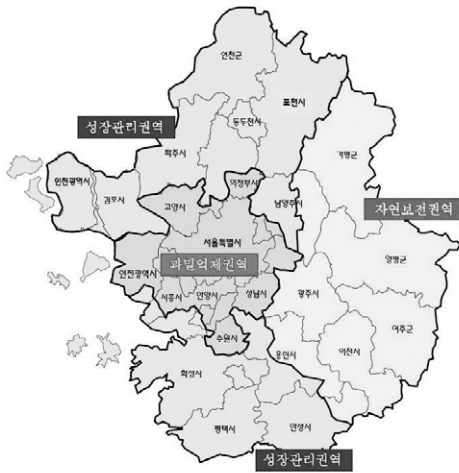 연천군
포천시
동두천시
성장관리권역
파주시
가평군
의정부시
인천광역시
김포시
고양시
남양주시
자연보전권역
서울특별시
양평군
과밀억제권역
인천광역시
시흥시
안양시
성남시
광주시
여주군
수원시
용인시
이천시
화성시
평택시
안성시
성장관리권역